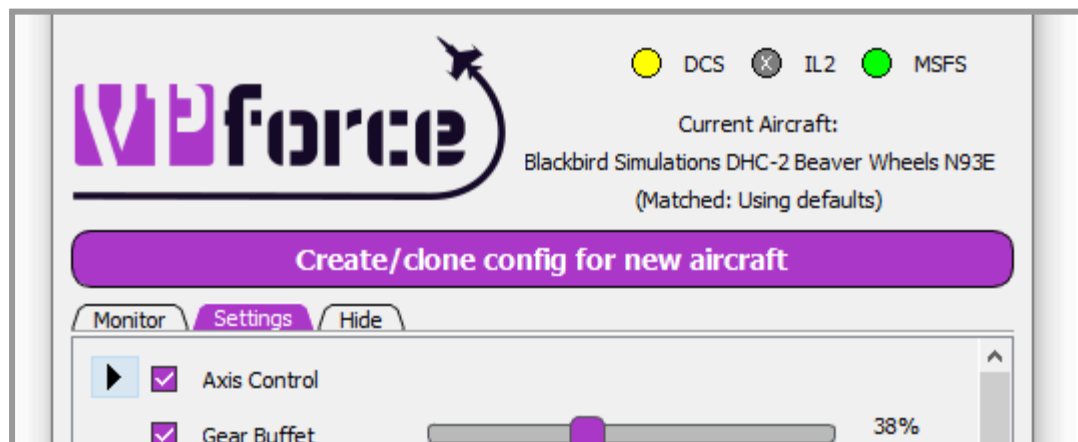 VPforce
DCS X IL2 MSFS
Current Aircraft:
Blackbird Simulations DHC-2 Beaver Wheels N93E
(Matched: Using defaults)
Create/clone config for new aircraft
Monitor Settings Hide
Axis Control
Gear Buffet 38%